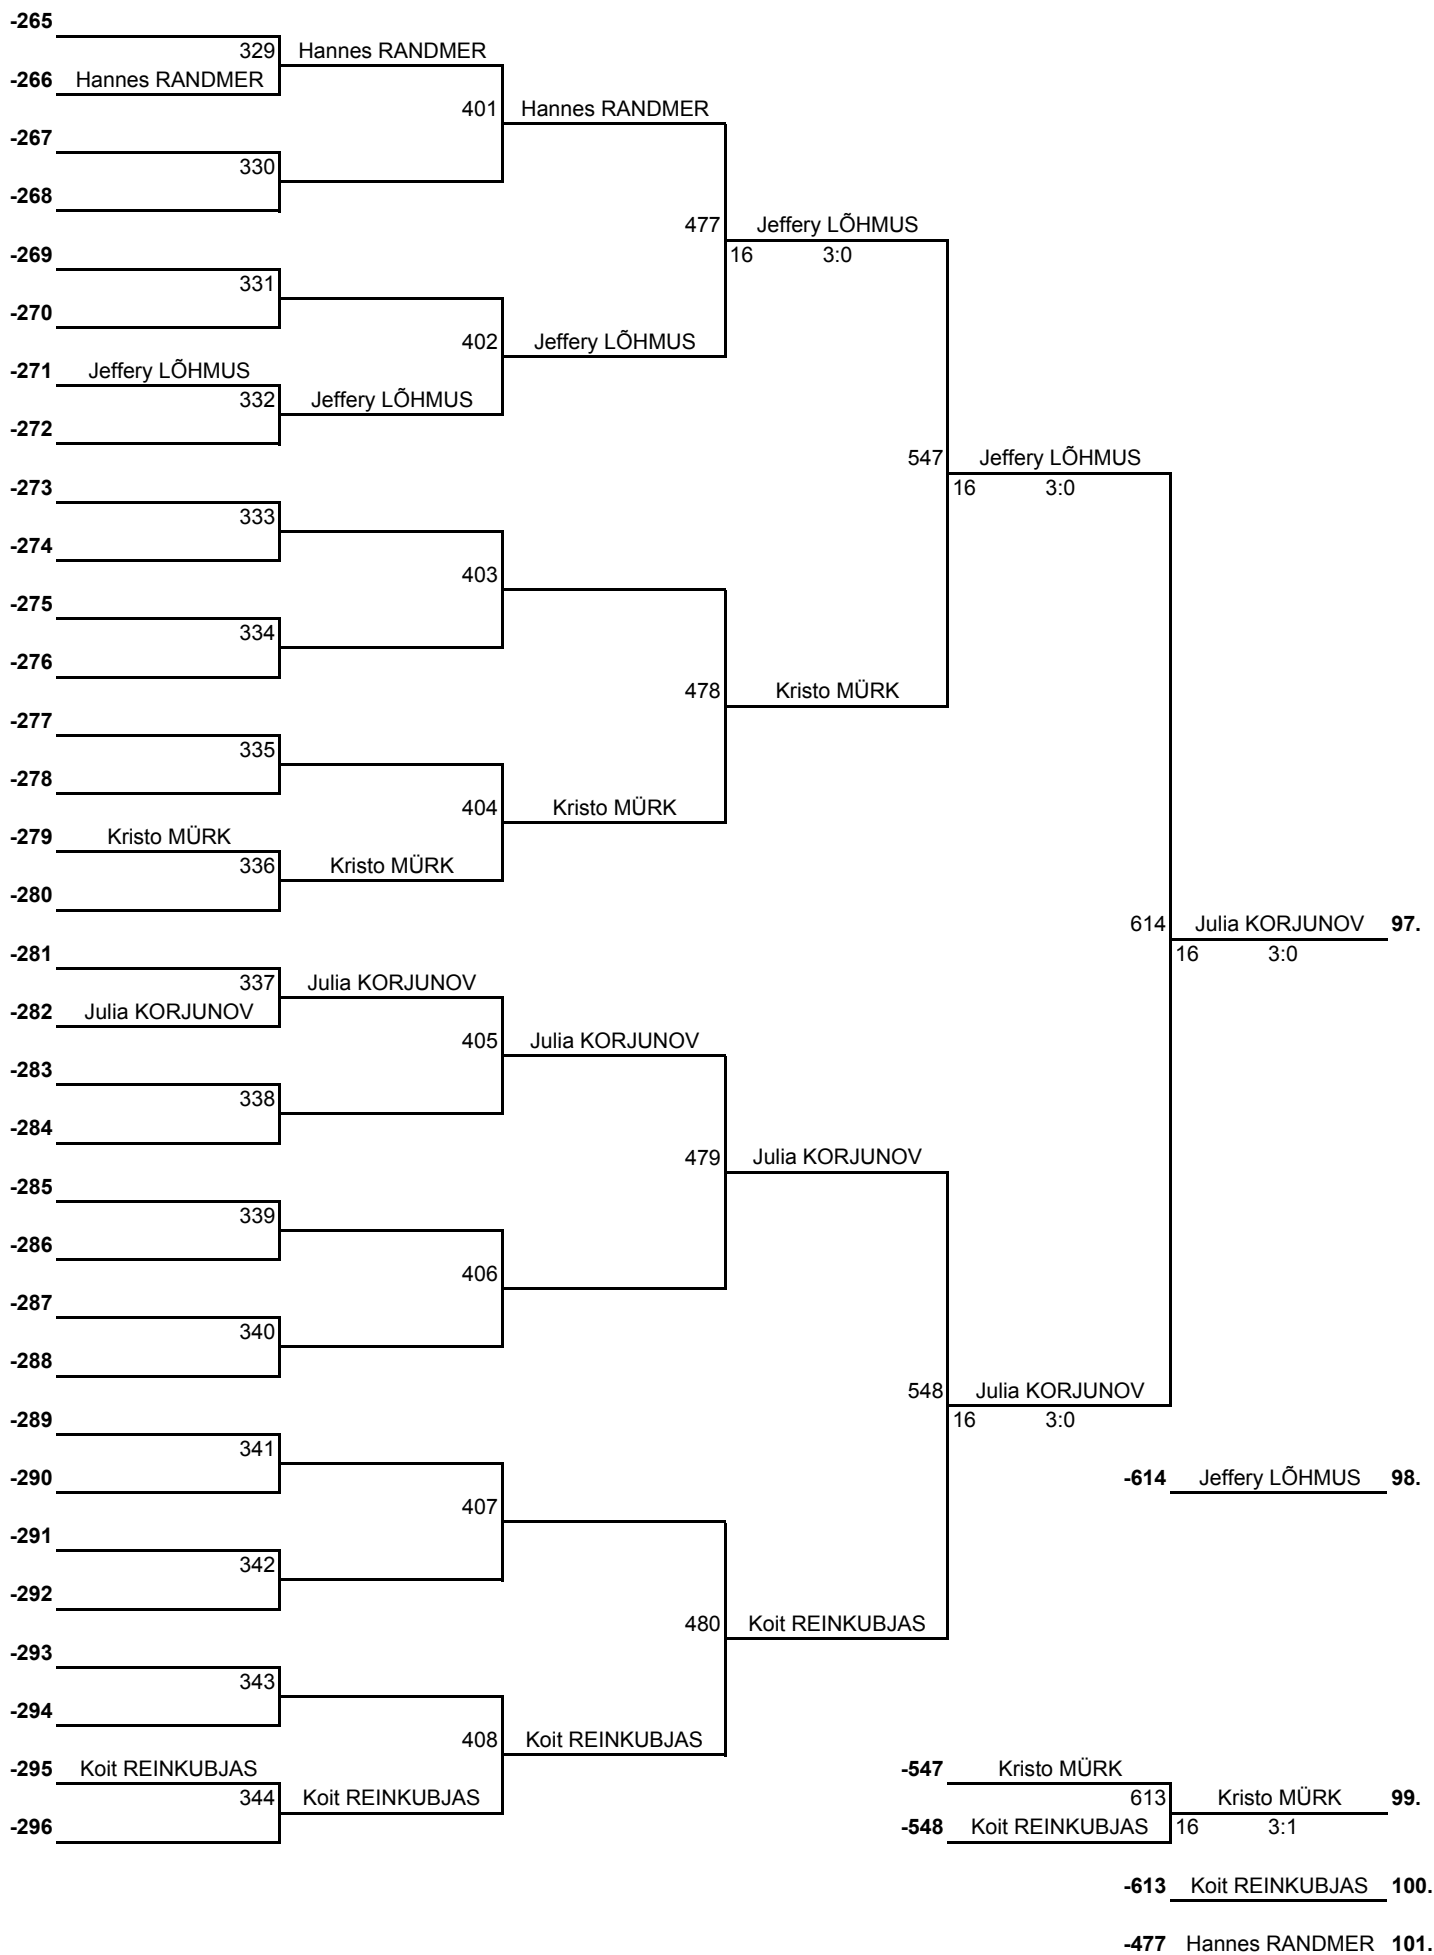 -265
329 Hannes RANDMER
-266 Hannes RANDMER
401 Hannes RANDMER
-267
330
-268
477 Jeffery LÕHMUS
-269
16 3:0
331
-270
402 Jeffery LÕHMUS
-271 Jeffery LÕHMUS
332 Jeffery LÕHMUS
-272
547 Jeffery LÕHMUS
-273
16 3:0
333
-274
403
-275
334
-276
478 Kristo MÜRK
-277
335
-278
404 Kristo MÜRK
-279 Kristo MÜRK
336 Kristo MÜRK
-280
614 Julia KORJUNOV 97.
-281
16 3:0
337 Julia KORJUNOV
-282 Julia KORJUNOV
405 Julia KORJUNOV
-283
338
-284
479 Julia KORJUNOV
-285
339
-286
406
-287
340
-288
548 Julia KORJUNOV
-289
16 3:0
341
-290
-614 Jeffery LÕHMUS 98.
407
-291
342
-292
480 Koit REINKUBJAS
-293
343
-294
408 Koit REINKUBJAS
-295 Koit REINKUBJAS
-547 Kristo MÜRK
344 Koit REINKUBJAS
613 Kristo MÜRK 99.
-296
-548 Koit REINKUBJAS 16 3:1
-613 Koit REINKUBJAS 100.
-477 Hannes RANDMER 101.